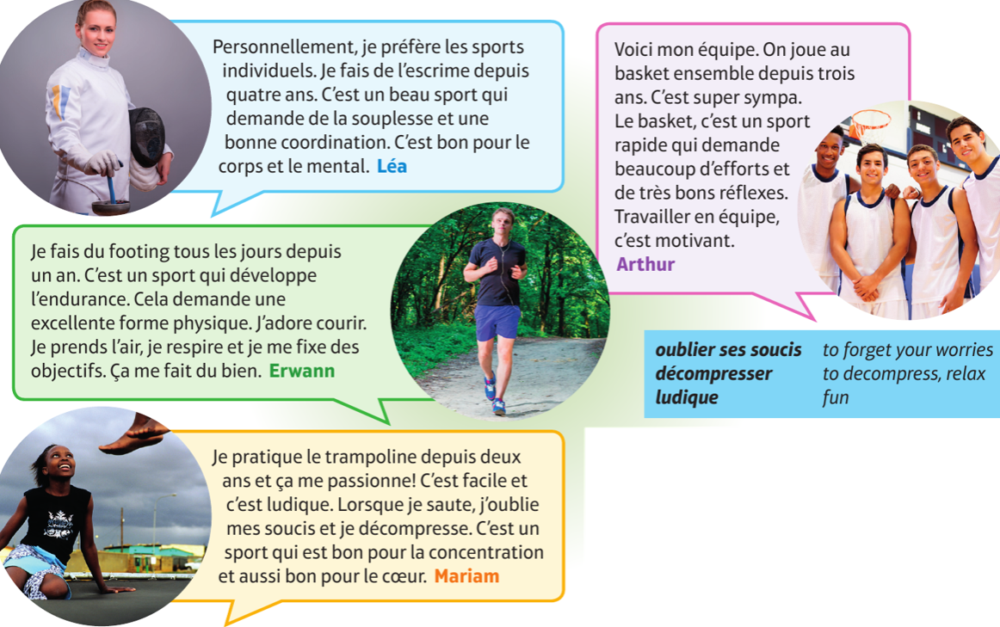 Personnellement, je préfère les sports
individuels. Je fais de l'escrime depuis
quatre ans. C'est un beau sport qui
demande de la souplesse et une
bonne coordination. C'est bon pour le
corps et le mental. Léa
Voici mon équipe. On joue au
basket ensemble depuis trois
ans. C'est super sympa.
Le basket, c'est un sport
rapide qui demande
beaucoup d'efforts et
de très bons réflexes.
Travailler en équipe,
c'est motivant.
Arthur
Je fais du footing tous les jours depuis
un an. C'est un sport qui développe
l'endurance. Cela demande une
excellente forme physique. J'adore courir.
Je prends l'air, je respire et je me fixe des
objectifs. Ça me fait du bien. Erwann
oublier ses soucis to forget your worries
décompresser to decompress, relax
ludique fun
Je pratique le trampoline depuis deux
ans et ça me passionne! C'est facile et
c'est ludique. Lorsque je saute, j'oublie
mes soucis et je décompresse. C'est un
sport qui est bon pour la concentration
et aussi bon pour le cœur. Mariam